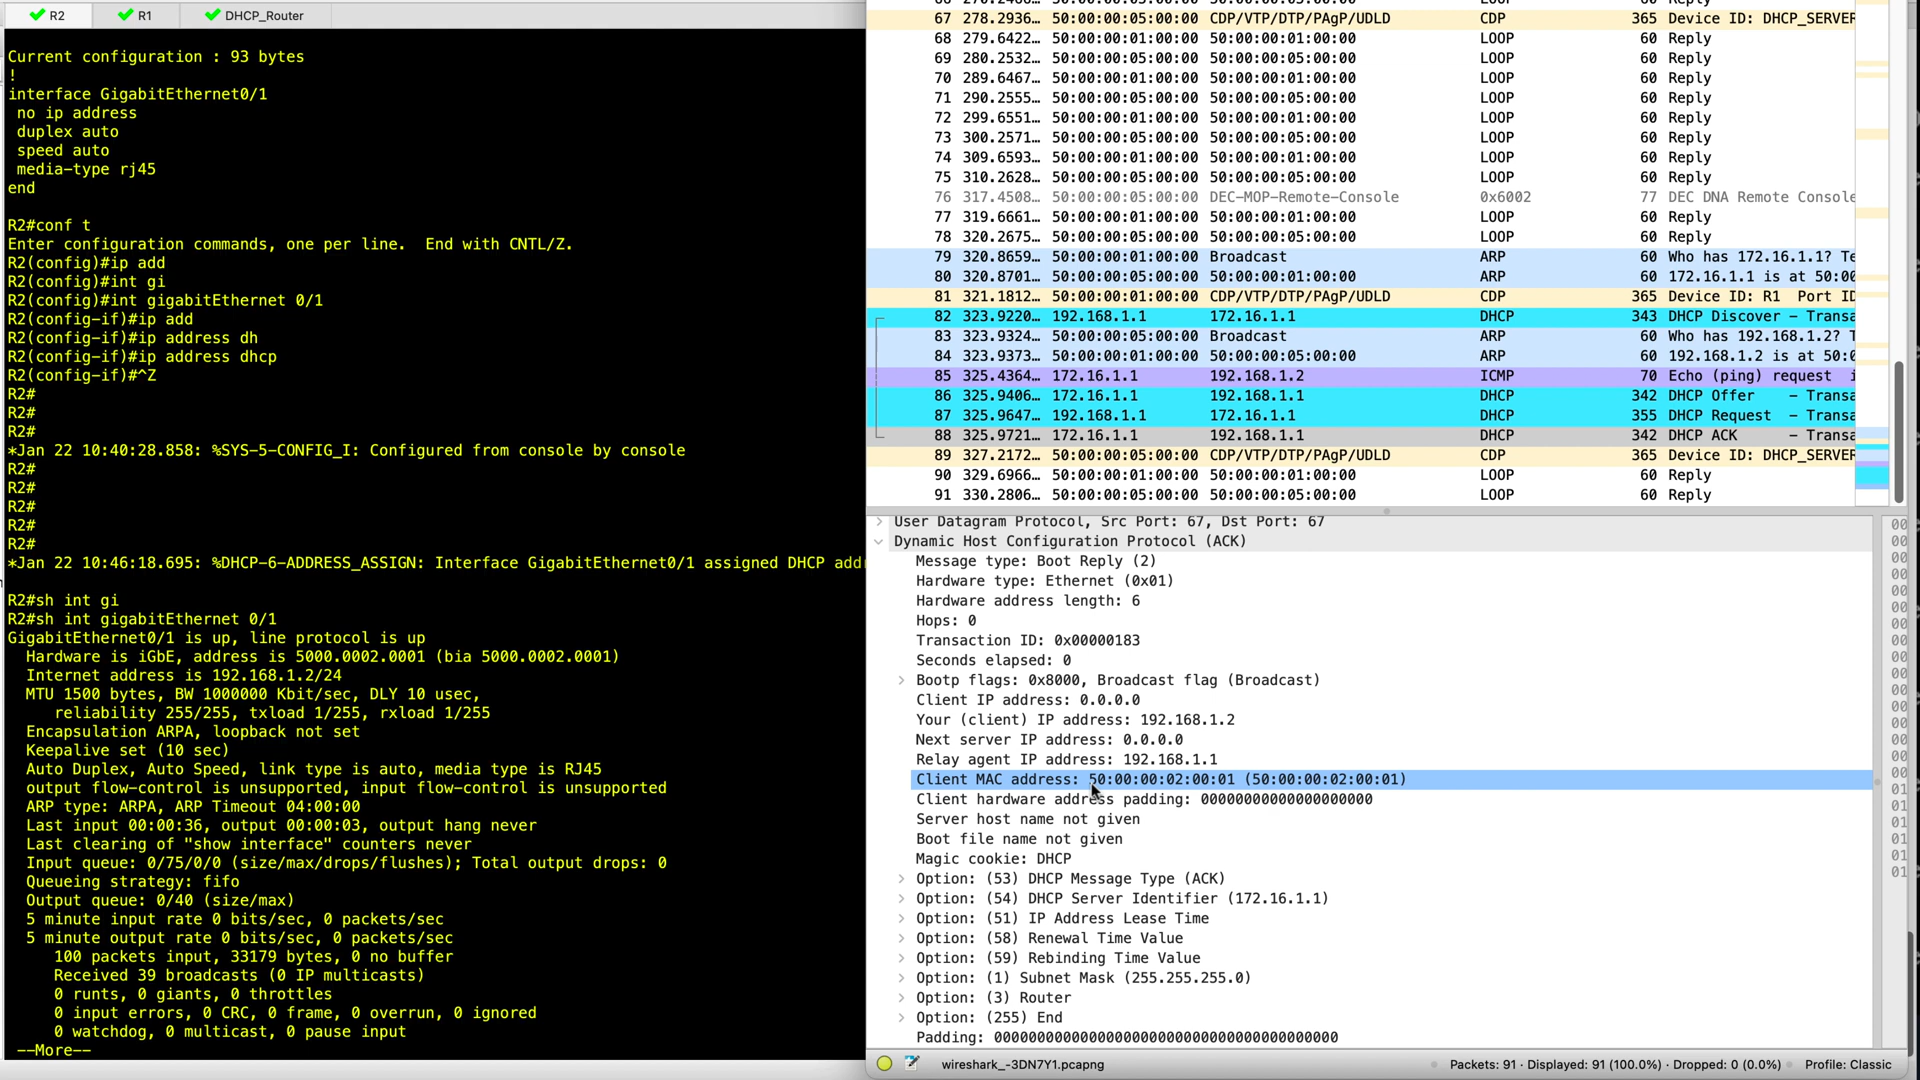 R2
R1
DHCP_Router
Current configuration : 93 bytes
!
interface GigabitEthernet0/1
no ip address
duplex auto
speed auto
media-type rj45
end
R2#conf t
Enter configuration commands, one per line.  End with CNTL/Z.
R2(config)#ip add
R2(config)#int gi
R2(config)#int gigabitEthernet 0/1
R2(config-if)#ip add
R2(config-if)#ip address dh
R2(config-if)#ip address dhcp
R2(config-if)#^Z
R2#
R2#
R2#
*Jan 22 10:40:28.858: %SYS-5-CONFIG_I: Configured from console by console
R2#
R2#
R2#
R2#
R2#
*Jan 22 10:46:18.695: %DHCP-6-ADDRESS_ASSIGN: Interface GigabitEthernet0/1 assigned DHCP add
R2#sh int gi
R2#sh int gigabitEthernet 0/1
GigabitEthernet0/1 is up, line protocol is up
Hardware is iGbE, address is 5000.0002.0001 (bia 5000.0002.0001)
Internet address is 192.168.1.2/24
MTU 1500 bytes, BW 1000000 Kbit/sec, DLY 10 usec,
reliability 255/255, txload 1/255, rxload 1/255
Encapsulation ARPA, loopback not set
Keepalive set (10 sec)
Auto Duplex, Auto Speed, link type is auto, media type is RJ45
output flow-control is unsupported, input flow-control is unsupported
ARP type: ARPA, ARP Timeout 04:00:00
Last input 00:00:36, output 00:00:03, output hang never
Last clearing of "show interface" counters never
Input queue: 0/75/0/0 (size/max/drops/flushes); Total output drops: 0
Queueing strategy: fifo
Output queue: 0/40 (size/max)
5 minute input rate 0 bits/sec, 0 packets/sec
5 minute output rate 0 bits/sec, 0 packets/sec
100 packets input, 33179 bytes, 0 no buffer
Received 39 broadcasts (0 IP multicasts)
0 runts, 0 giants, 0 throttles
0 input errors, 0 CRC, 0 frame, 0 overrun, 0 ignored
0 watchdog, 0 multicast, 0 pause input
--More--
67 278.2936… 50:00:00:05:00:00 CDP/VTP/DTP/PAgP/UDLD CDP 365 Device ID: DHCP_SERVER
68 279.6422… 50:00:00:01:00:00 50:00:00:01:00:00 LOOP 60 Reply
69 280.2532… 50:00:00:05:00:00 50:00:00:05:00:00 LOOP 60 Reply
70 289.6467… 50:00:00:01:00:00 50:00:00:01:00:00 LOOP 60 Reply
71 290.2555… 50:00:00:05:00:00 50:00:00:05:00:00 LOOP 60 Reply
72 299.6551… 50:00:00:01:00:00 50:00:00:01:00:00 LOOP 60 Reply
73 300.2571… 50:00:00:05:00:00 50:00:00:05:00:00 LOOP 60 Reply
74 309.6593… 50:00:00:01:00:00 50:00:00:01:00:00 LOOP 60 Reply
75 310.2628… 50:00:00:05:00:00 50:00:00:05:00:00 LOOP 60 Reply
76 317.4508… 50:00:00:05:00:00 DEC-MOP-Remote-Console 0x6002 77 DEC DNA Remote Console
77 319.6661… 50:00:00:01:00:00 50:00:00:01:00:00 LOOP 60 Reply
78 320.2675… 50:00:00:05:00:00 50:00:00:05:00:00 LOOP 60 Reply
79 320.8659… 50:00:00:01:00:00 Broadcast ARP 60 Who has 172.16.1.1? Te
80 320.8701… 50:00:00:05:00:00 50:00:00:01:00:00 ARP 60 172.16.1.1 is at 50:00
81 321.1812… 50:00:00:01:00:00 CDP/VTP/DTP/PAgP/UDLD CDP 365 Device ID: R1  Port ID
82 323.9220… 192.168.1.1 172.16.1.1 DHCP 343 DHCP Discover – Transa
83 323.9324… 50:00:00:05:00:00 Broadcast ARP 60 Who has 192.168.1.2? T
84 323.9373… 50:00:00:01:00:00 50:00:00:05:00:00 ARP 60 192.168.1.2 is at 50:0
85 325.4364… 172.16.1.1 192.168.1.2 ICMP 70 Echo (ping) request i
86 325.9406… 172.16.1.1 192.168.1.1 DHCP 342 DHCP Offer – Transa
87 325.9647… 192.168.1.1 172.16.1.1 DHCP 355 DHCP Request – Transa
88 325.9721… 172.16.1.1 192.168.1.1 DHCP 342 DHCP ACK – Transa
89 327.2172… 50:00:00:05:00:00 CDP/VTP/DTP/PAgP/UDLD CDP 365 Device ID: DHCP_SERVER
90 329.6966… 50:00:00:01:00:00 50:00:00:01:00:00 LOOP 60 Reply
91 330.2806… 50:00:00:05:00:00 50:00:00:05:00:00 LOOP 60 Reply
User Datagram Protocol, Src Port: 67, Dst Port: 67
Dynamic Host Configuration Protocol (ACK)
Message type: Boot Reply (2)
Hardware type: Ethernet (0x01)
Hardware address length: 6
Hops: 0
Transaction ID: 0x00000183
Seconds elapsed: 0
Bootp flags: 0x8000, Broadcast flag (Broadcast)
Client IP address: 0.0.0.0
Your (client) IP address: 192.168.1.2
Next server IP address: 0.0.0.0
Relay agent IP address: 192.168.1.1
Client MAC address: 50:00:00:02:00:01 (50:00:00:02:00:01)
Client hardware address padding: 00000000000000000000
Server host name not given
Boot file name not given
Magic cookie: DHCP
Option: (53) DHCP Message Type (ACK)
Option: (54) DHCP Server Identifier (172.16.1.1)
Option: (51) IP Address Lease Time
Option: (58) Renewal Time Value
Option: (59) Rebinding Time Value
Option: (1) Subnet Mask (255.255.255.0)
Option: (3) Router
Option: (255) End
Padding: 0000000000000000000000000000000000000000
wireshark_-3DN7Y1.pcapng
Packets: 91 · Displayed: 91 (100.0%) · Dropped: 0 (0.0%)
Profile: Classic